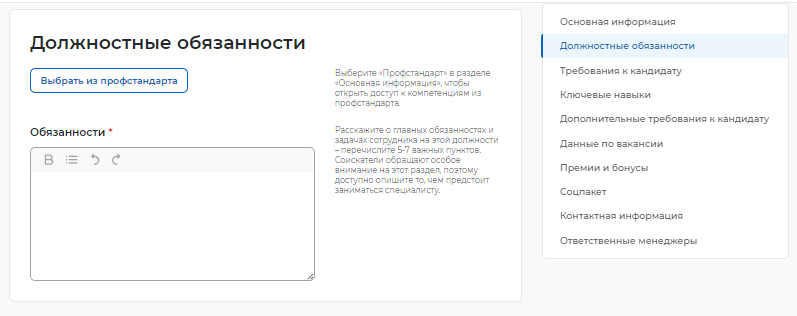 Должностные обязанности
Выбрать из профстандарта
Выберите «Профстандарт» в разделе
«Основная информация», чтобы
открыть доступ к компетенциям из
профстандарта.
Обязанности *
B
Расскажите о главных обязанностях и
задачах сотрудника на этой должности
– перечислите 5-7 важных пунктов.
Соискатели обращают особое
внимание на этот раздел, поэтому
доступно опишите то, чем предстоит
заниматься специалисту.
Основная информация
Должностные обязанности
Требования к кандидату
Ключевые навыки
Дополнительные требования к кандидату
Данные по вакансии
Премии и бонусы
Соцпакет
Контактная информация
Ответственные менеджеры